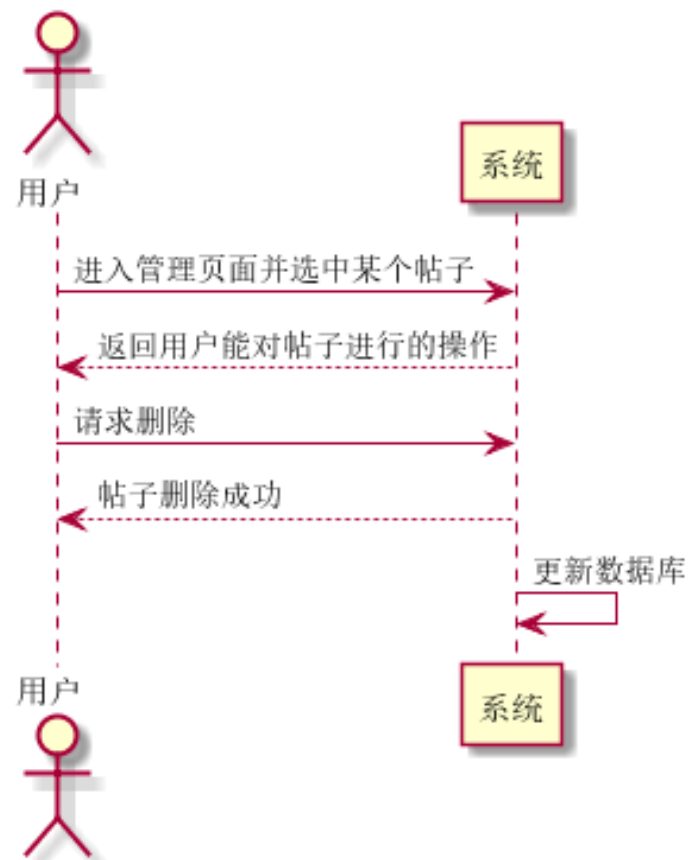 用户
系统
进入管理页面并选中某个帖子
返回用户能对帖子进行的操作
请求删除
帖子删除成功
更新数据库
用户
系统